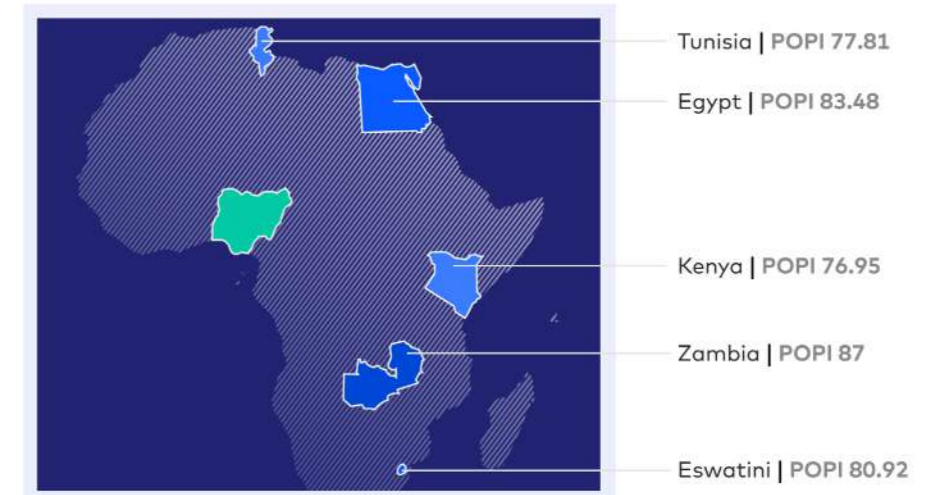 Tunisia | POPI 77.81
Egypt | POPI 83.48
Kenya | POPI 76.95
Zambia | POPI 87
Eswatini | POPI 80.92